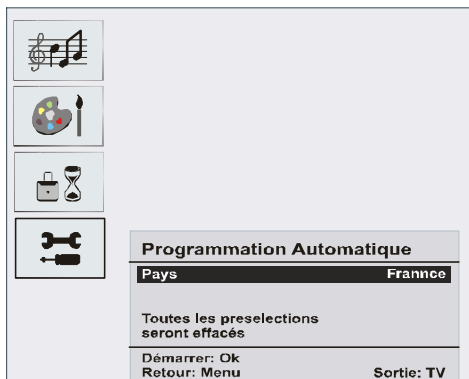 Programmation Automatique
Pays Frannce
Toutes les preselections
seront effacés
Démarrer: Ok
Retour: Menu Sortie: TV